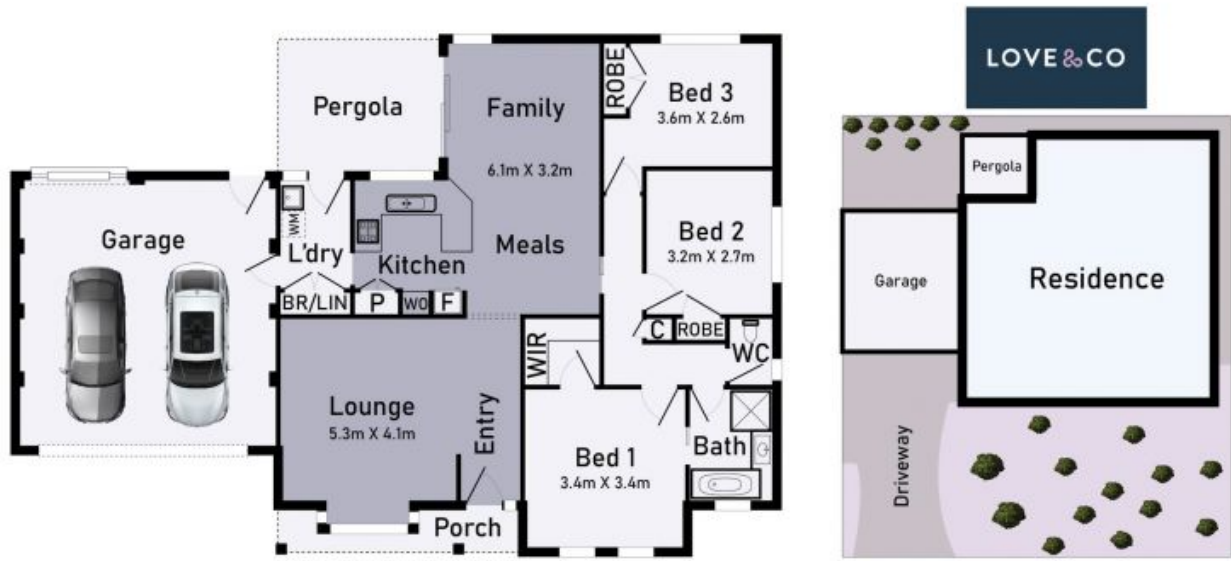 LOVE & CO
Pergola
Family
6.1m X 3.2m
ROBE
Bed 3
3.6m X 2.6m
Garage
WM
L'dry
Kitchen
Meals
Bed 2
3.2m X 2.7m
BR/LIN
P
WO
F
C
ROBE
WC
WIR
Lounge
5.3m X 4.1m
Entry
Bed 1
3.4m X 3.4m
Bath
Porch
Pergola
Garage
Residence
Driveway